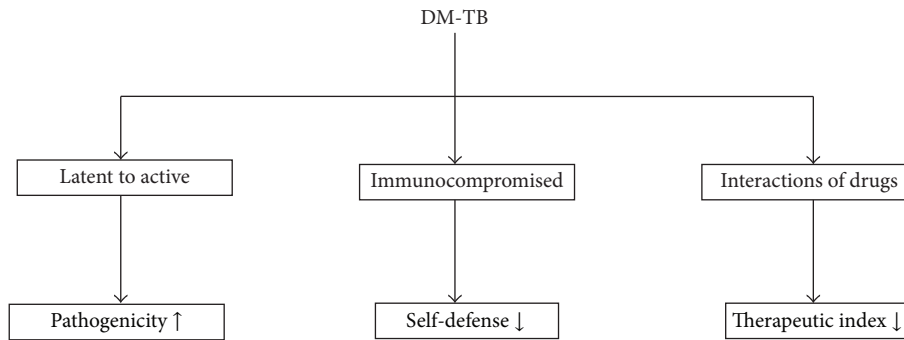 DM-TB
Latent to active
Immunocompromised
Interactions of drugs
Pathogenicity ↑
Self-defense ↓
Therapeutic index ↓